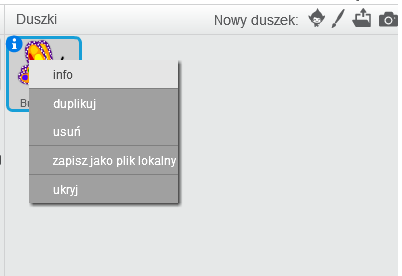 Duszki
Nowy duszek:
info
duplikuj
usuń
zapisz jako plik lokalny
ukryj